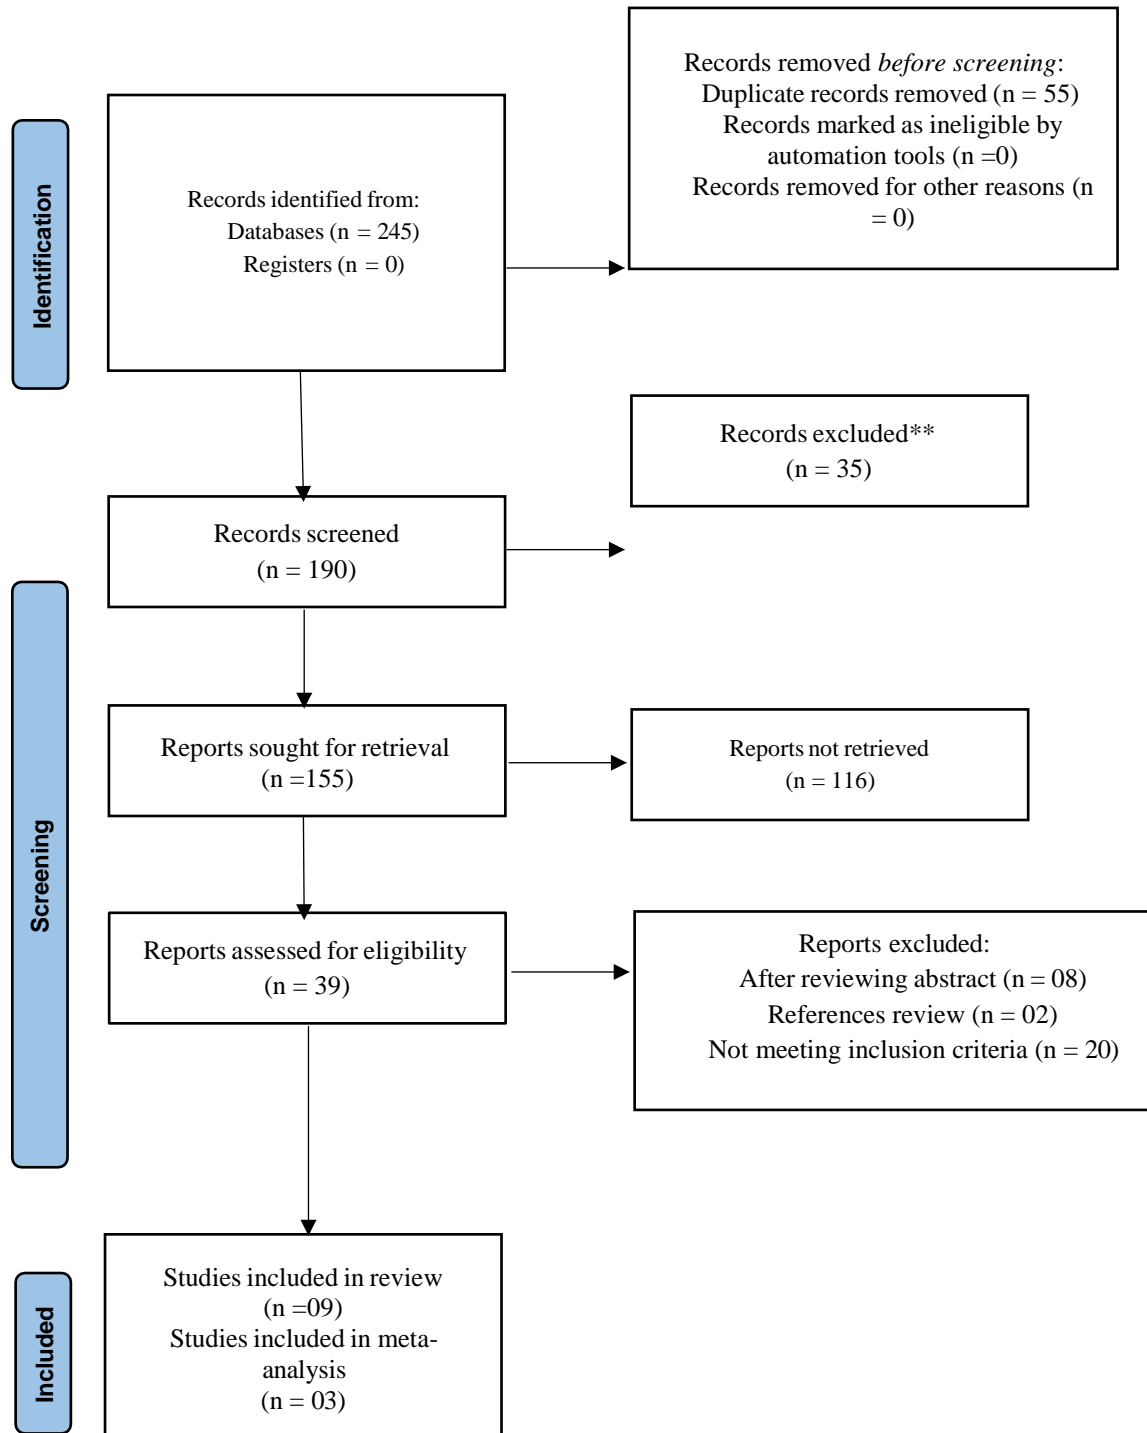 Identification
Records identified from:
Databases (n = 245)
Registers (n = 0)
Records removed before screening:
Duplicate records removed (n = 55)
Records marked as ineligible by
automation tools (n =0)
Records removed for other reasons (n
= 0)
Screening
Records screened
(n = 190)
Records excluded**
(n = 35)
Reports sought for retrieval
(n =155)
Reports not retrieved
(n = 116)
Reports assessed for eligibility
(n = 39)
Reports excluded:
After reviewing abstract (n = 08)
References review (n = 02)
Not meeting inclusion criteria (n = 20)
Included
Studies included in review
(n =09)
Studies included in meta-
analysis
(n = 03)